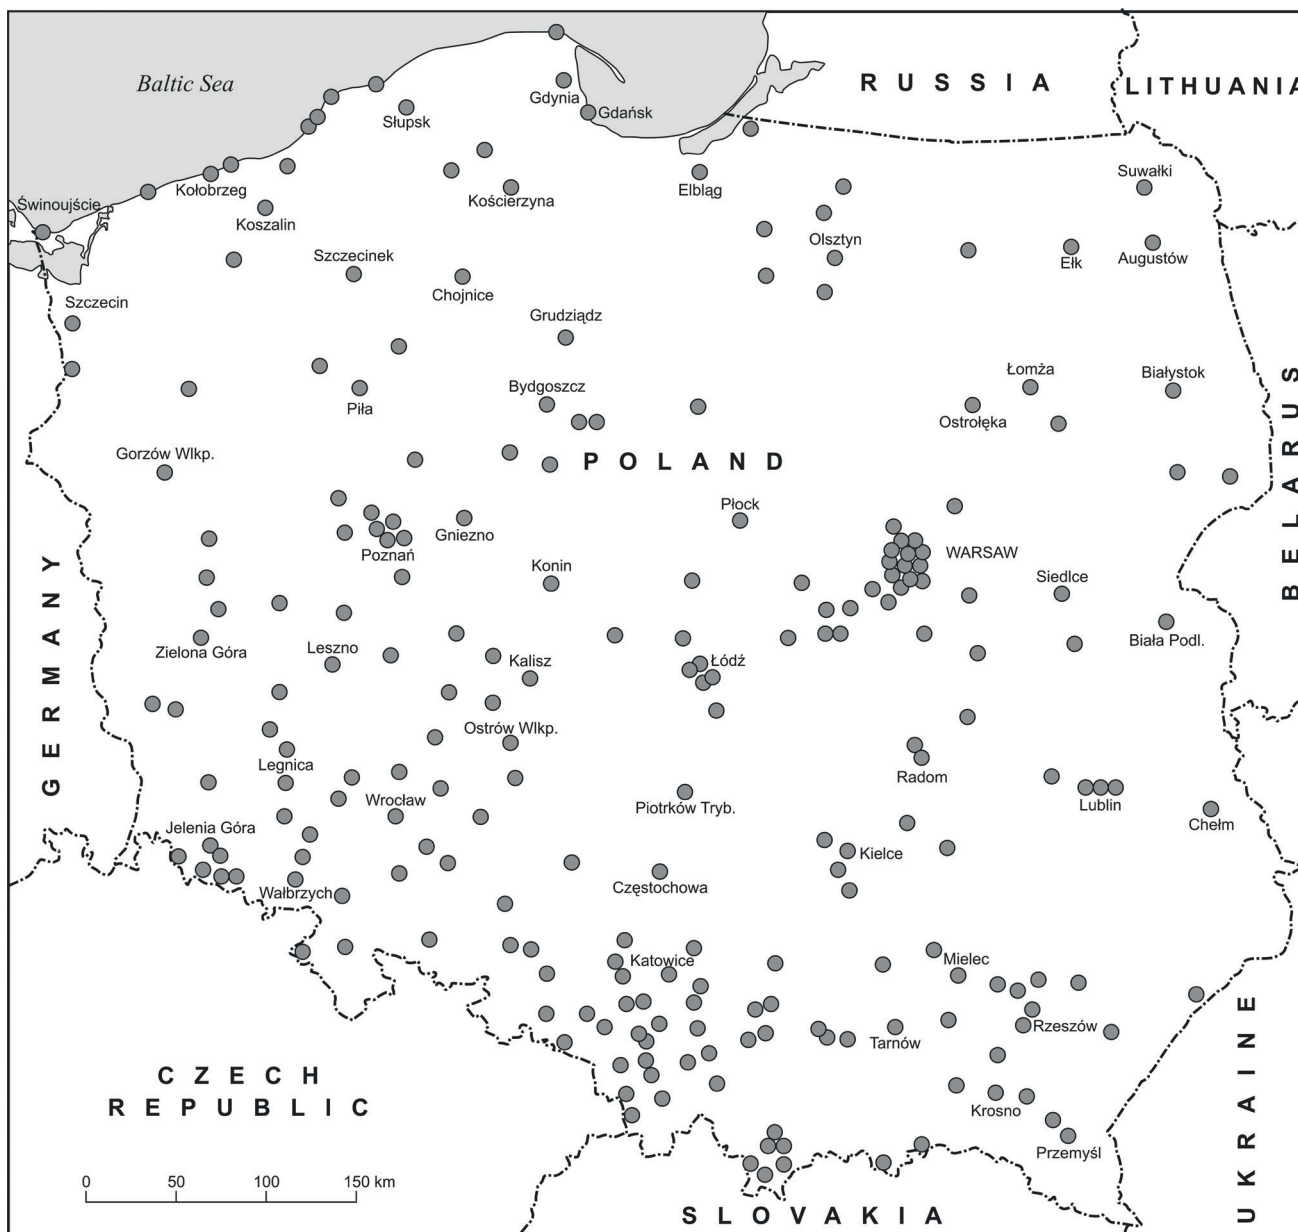 Baltic Sea
RUSSIA
LITHUANIA
Gdynia
Gdańsk
Słupsk
Suwałki
Świnoujście
Kołobrzeg
Kościerzyna
Elbląg
Koszalin
Olsztyn
Szczecinek
Ełk
Augustów
Chojnice
Szczecin
Grudziądz
Łomża
Białystok
Bydgoszcz
Piła
Ostrołęka
BELARUS
Gorzów Wlkp.
POLAND
Płock
Gniezno
Poznań
WARSAW
Konin
Siedlce
GERMANY
Biała Podl.
Zielona Góra
Leszno
Kalisz
Łódź
Ostrów Wlkp.
Legnica
Radom
Wrocław
Piotrków Tryb.
Lublin
Chełm
Jelenia Góra
Kielce
Wałbrzych
Częstochowa
Katowice
Mielec
Rzeszów
Tarnów
UKRAINE
CZECH
REPUBLIC
Krosno
Przemyśl
0 50 100 150 km
SLOVAKIA